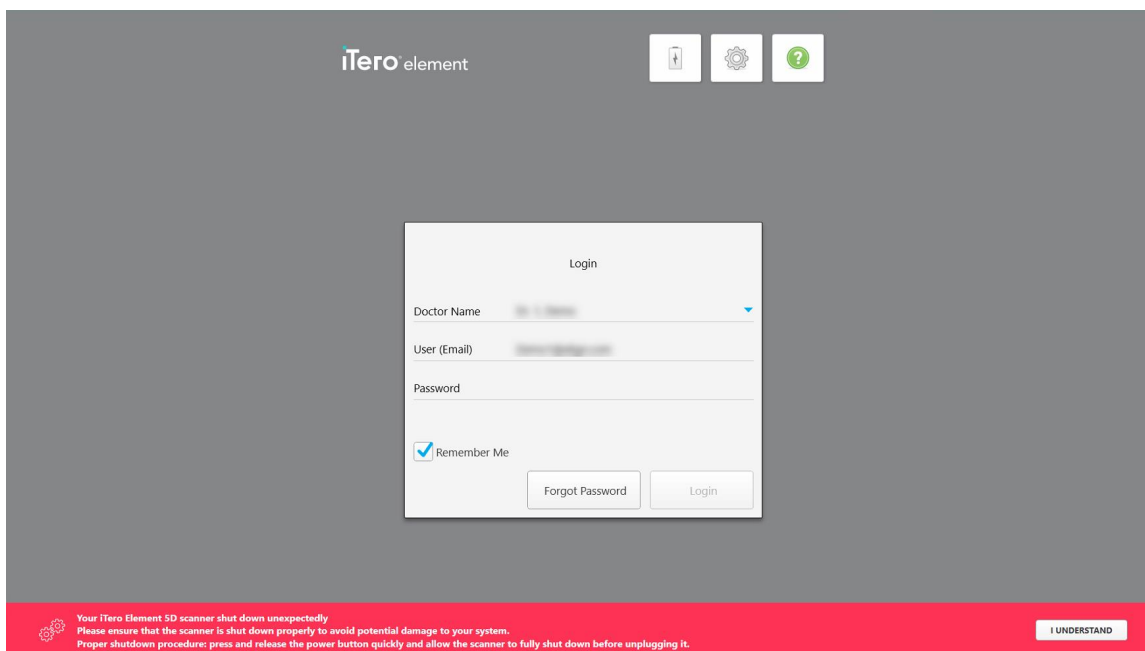 iTero element
?
Login
Doctor Name
User (Email)
Password
Remember Me
Forgot Password
Login
Your iTero Element 5D scanner shut down unexpectedly
Please ensure that the scanner is shut down properly to avoid potential damage to your system.
Proper shutdown procedure: press and release the power button quickly and allow the scanner to fully shut down before unplugging it.
I UNDERSTAND